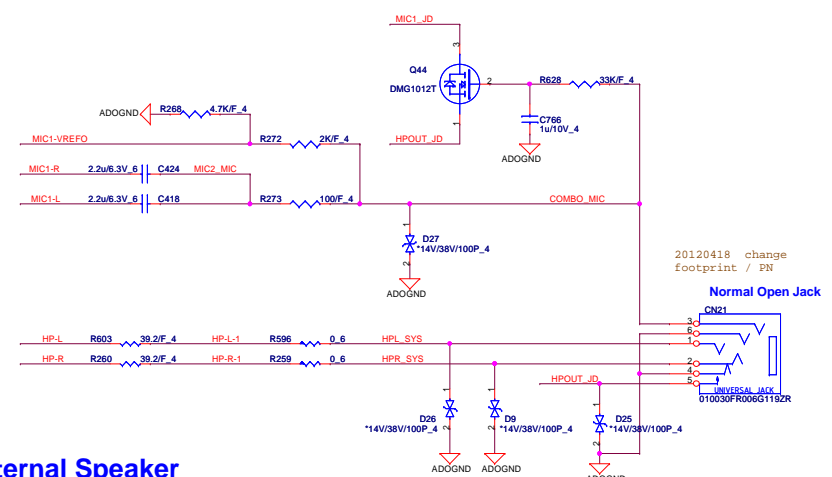 MIC1_JD
3
Q44
DMG1012T
2
R628
33K/F_4
1
C766
1u/10V_4
ADOGND
HPOUT_JD
ADOGND
R268
4.7K/F_4
MIC1-VREFO
R272
2K/F_4
MIC1-R
2.2u/6.3V_6
C424
MIC2_MIC
MIC1-L
2.2u/6.3V_6
C418
R273
100/F_4
COMBO_MIC
1
D27
*14V/38V/100P_4
2
ADOGND
20120418 change
footprint / PN
Normal Open Jack
CN21
3
6
1
2
4
5
UNIVERSAL JACK
010030FR006G119ZR
HP-L
R603
39.2/F_4
HP-L-1
R596
0_6
HPL_SYS
HP-R
R260
39.2/F_4
HP-R-1
R259
0_6
HPR_SYS
HPOUT_JD
1
D26
*14V/38V/100P_4
2
ADOGND
1
D9
*14V/38V/100P_4
2
ADOGND
1
D25
*14V/38V/100P_4
2
ADOGND
ternal Speaker